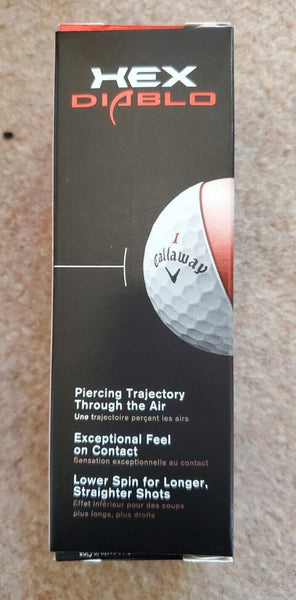 HEX
DIABLO
1
Callaway
Piercing Trajectory
Through the Air
Une trajectoire perçant les airs
Exceptional Feel
on Contact
Sensation exceptionnelle au contact
Lower Spin for Longer,
Straighter Shots
Effet inférieur pour des coups
plus longs, plus droits